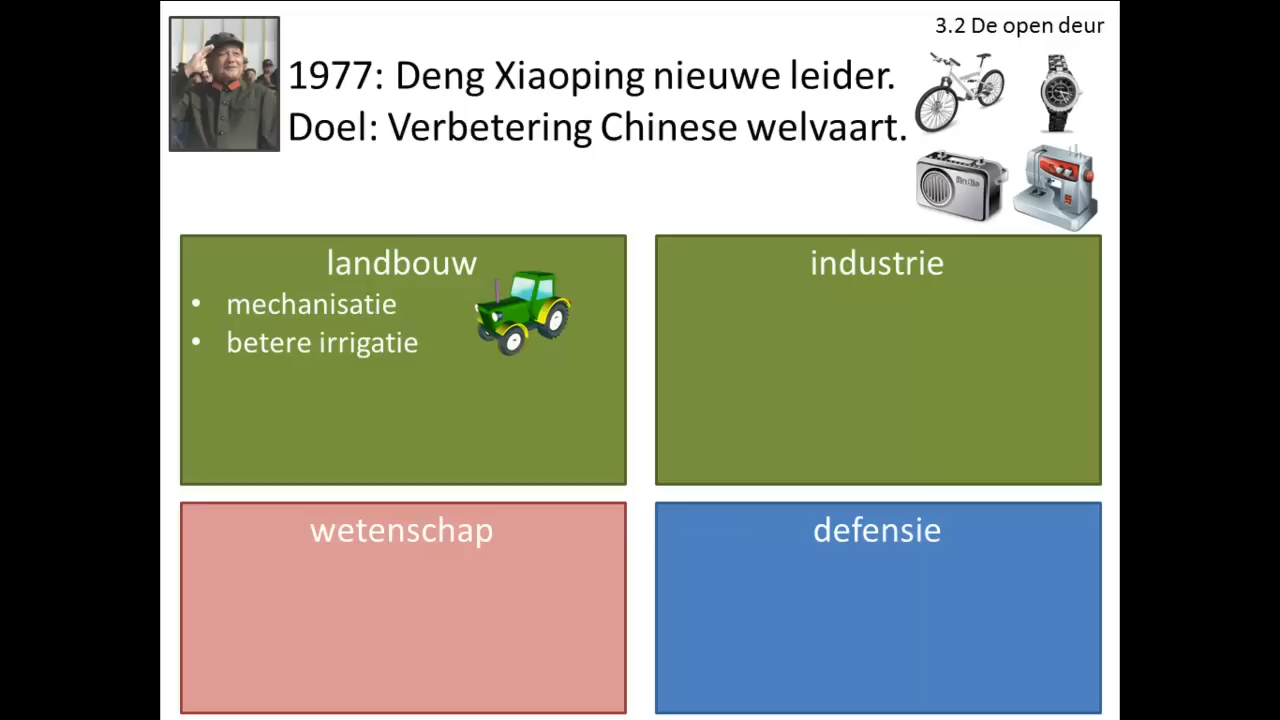 3.2 De open deur
1977: Deng Xiaoping nieuwe leider.
Doel: Verbetering Chinese welvaart.
landbouw
• mechanisatie
• betere irrigatie
industrie
wetenschap
defensie